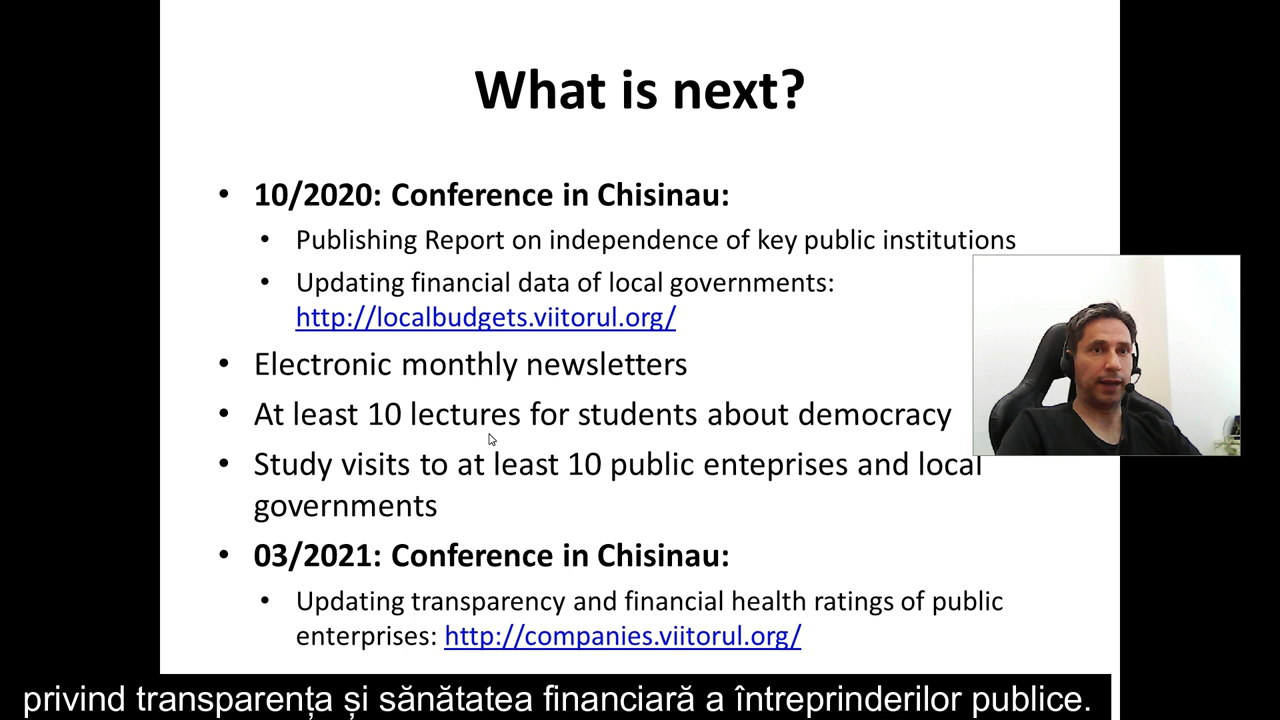 What is next?
• 10/2020: Conference in Chisinau:
• Publishing Report on independence of key public institutions
• Updating financial data of local governments:
http://localbudgets.viitorul.org/
• Electronic monthly newsletters
• At least 10 lectures for students about democracy
• Study visits to at least 10 public enteprises and local
governments
• 03/2021: Conference in Chisinau:
• Updating transparency and financial health ratings of public
enterprises: http://companies.viitorul.org/
privind transparența și sănătatea financiară a întreprinderilor publice.